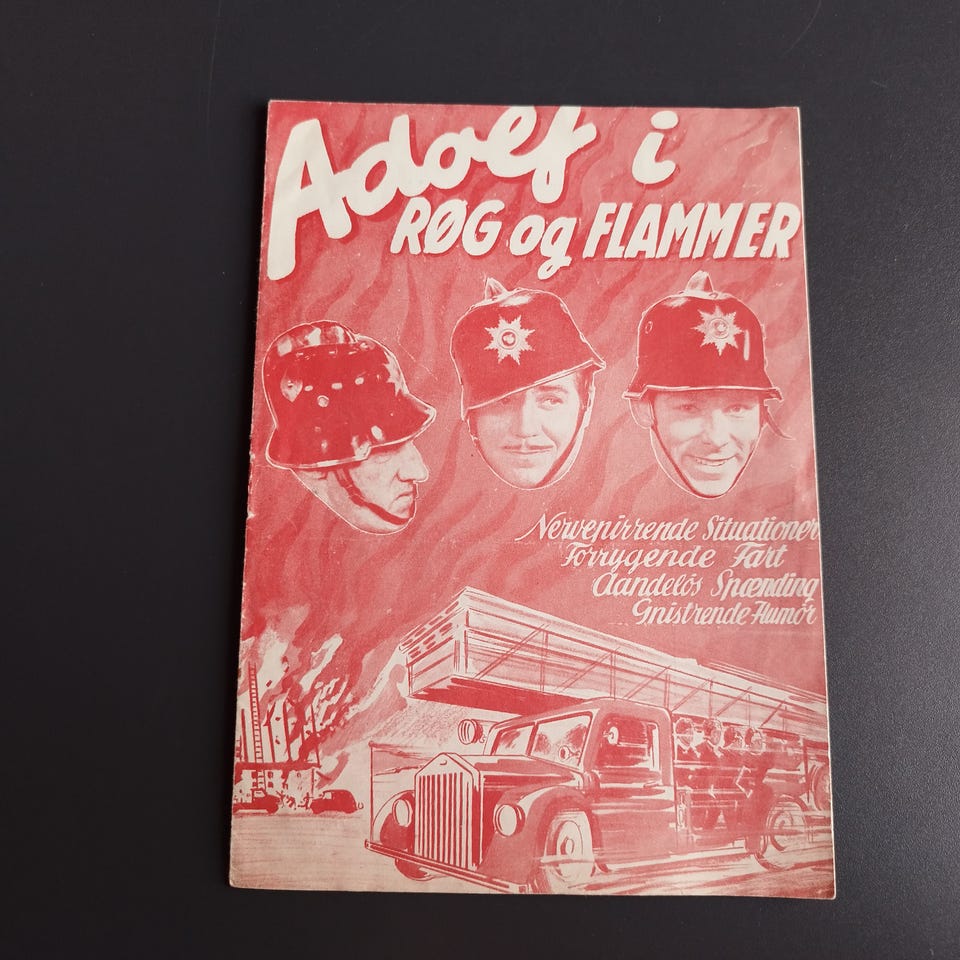 Adolf i
RØG og FLAMMER
Nervepirrende Situationer
Forrygende Fart
Aandeløs Spænding
Gnistrende Humør